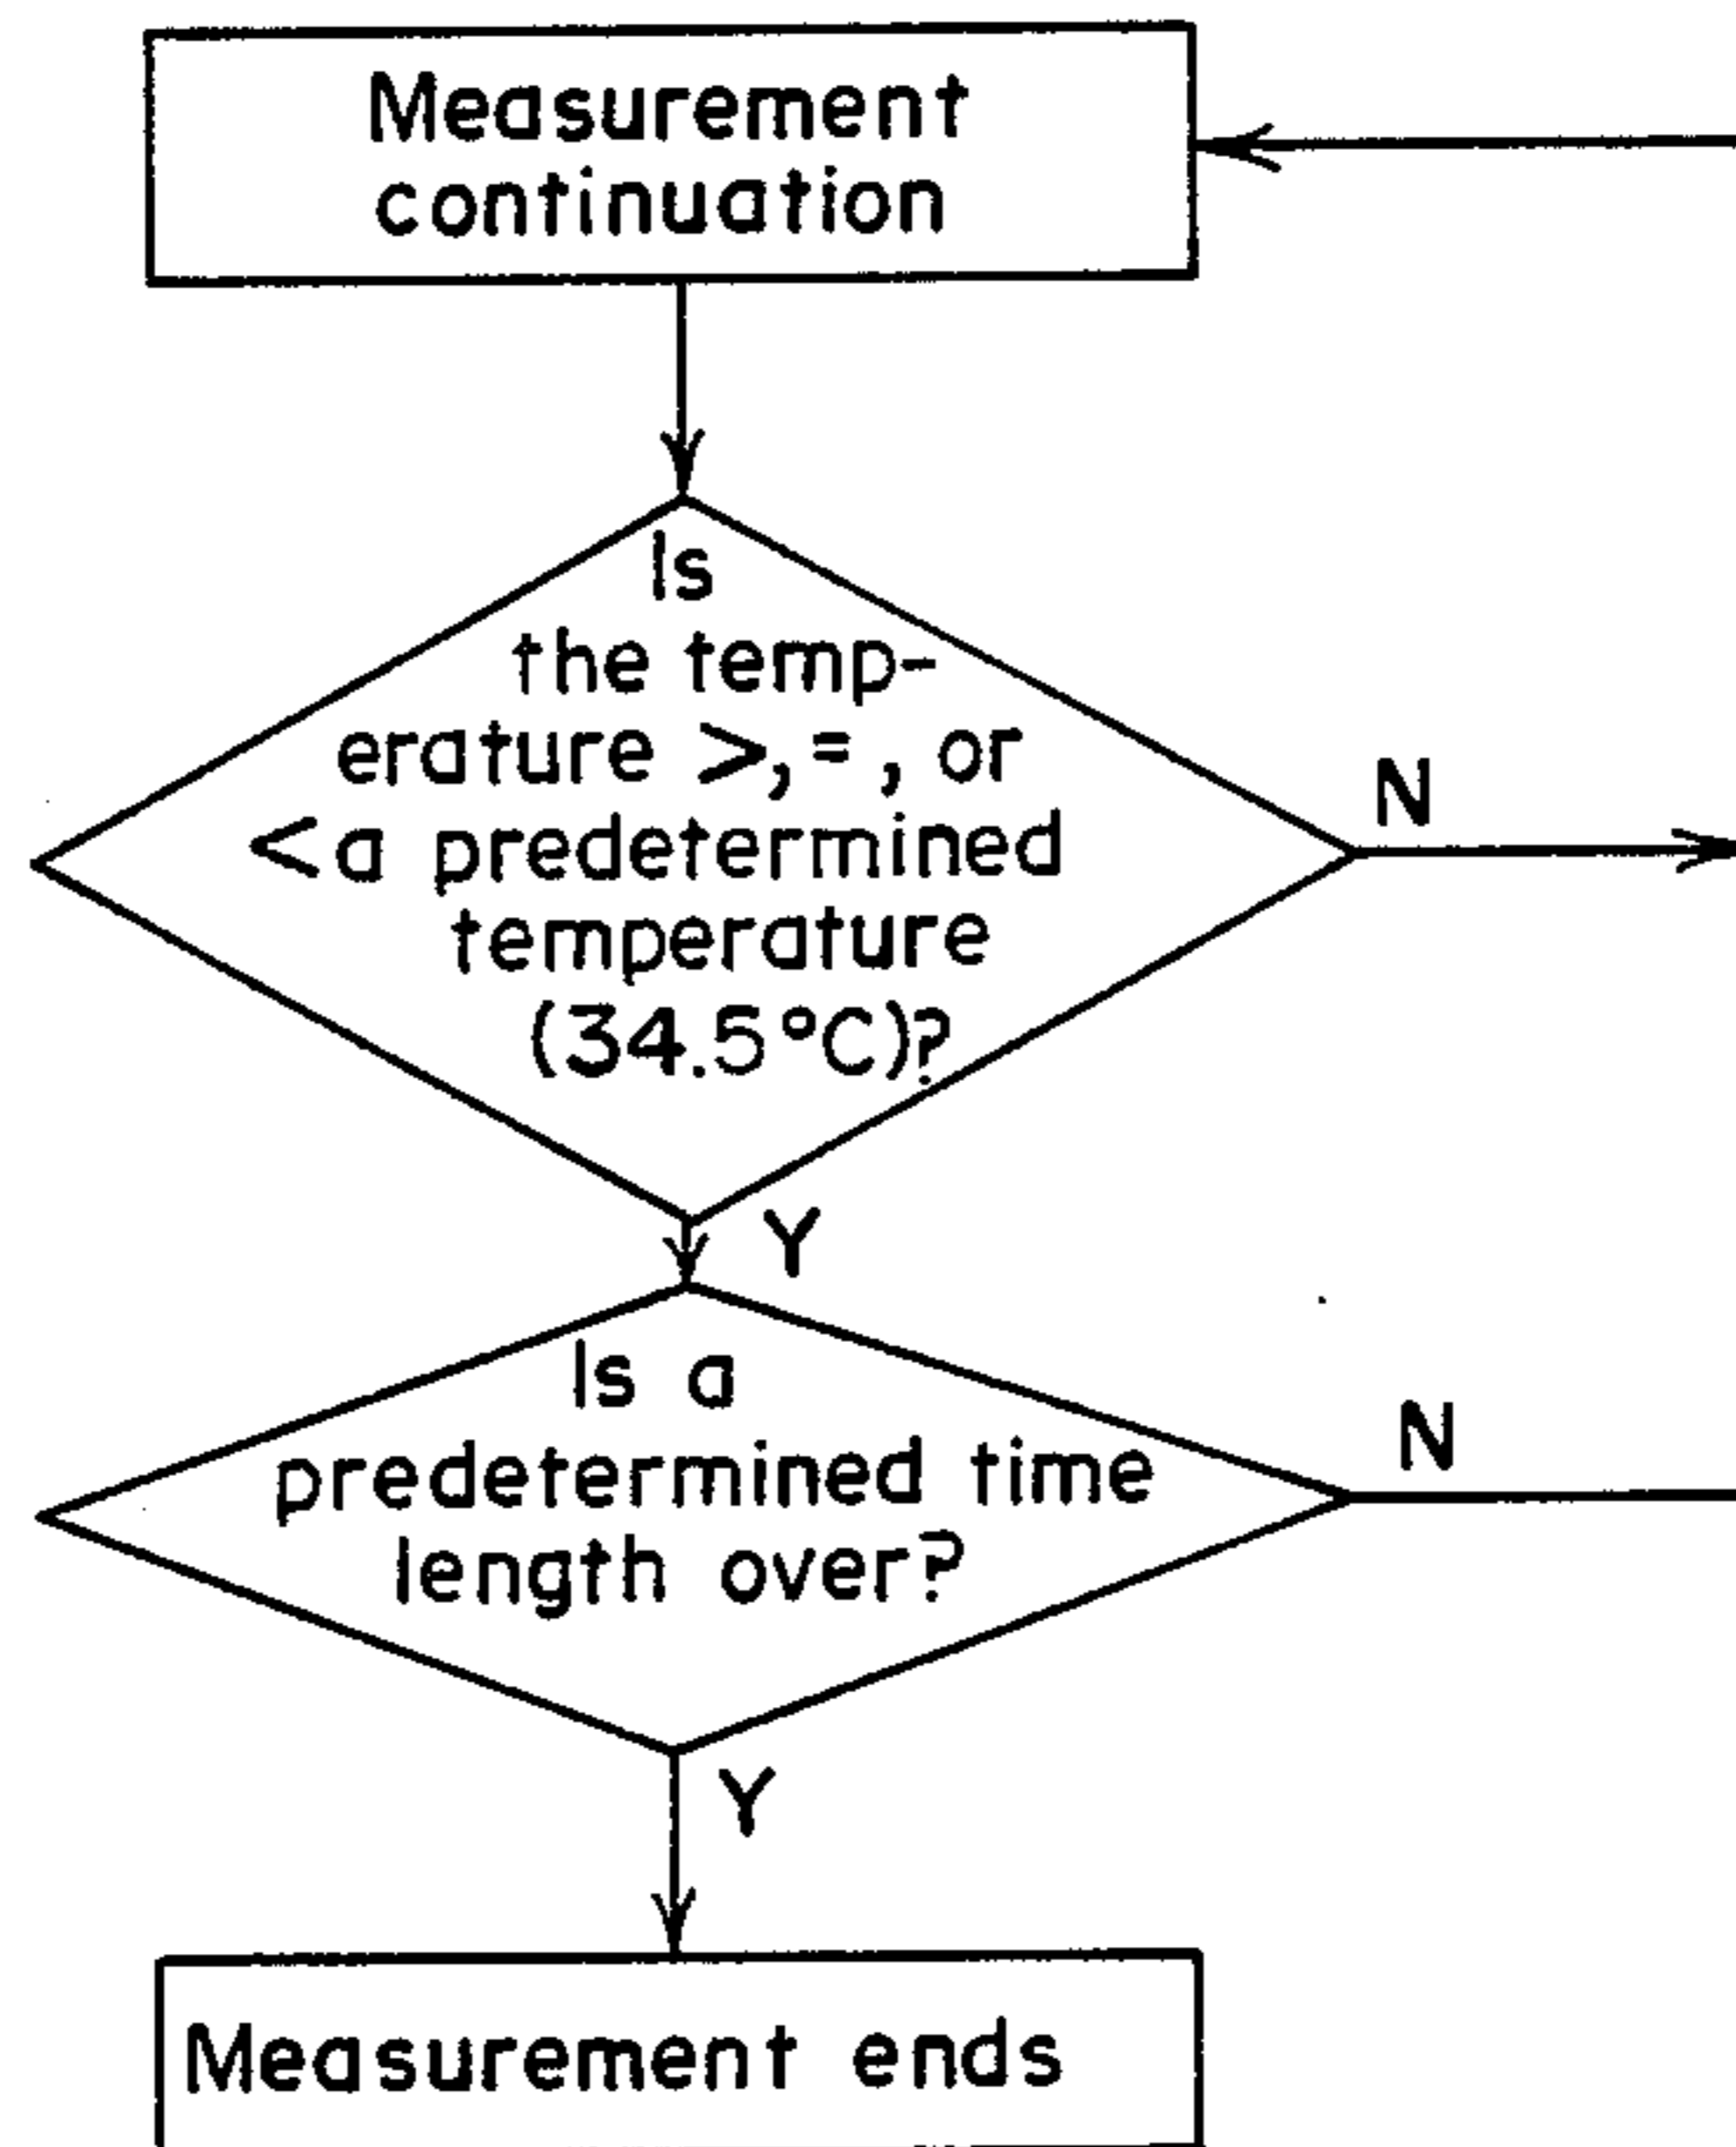 Measurement
continuation
Is
the temp-
erature >,=, or
<a predetermined
temperature
(34.5°C)?
N
Y
Is a
predetermined time
length over?
N
Y
Measurement ends